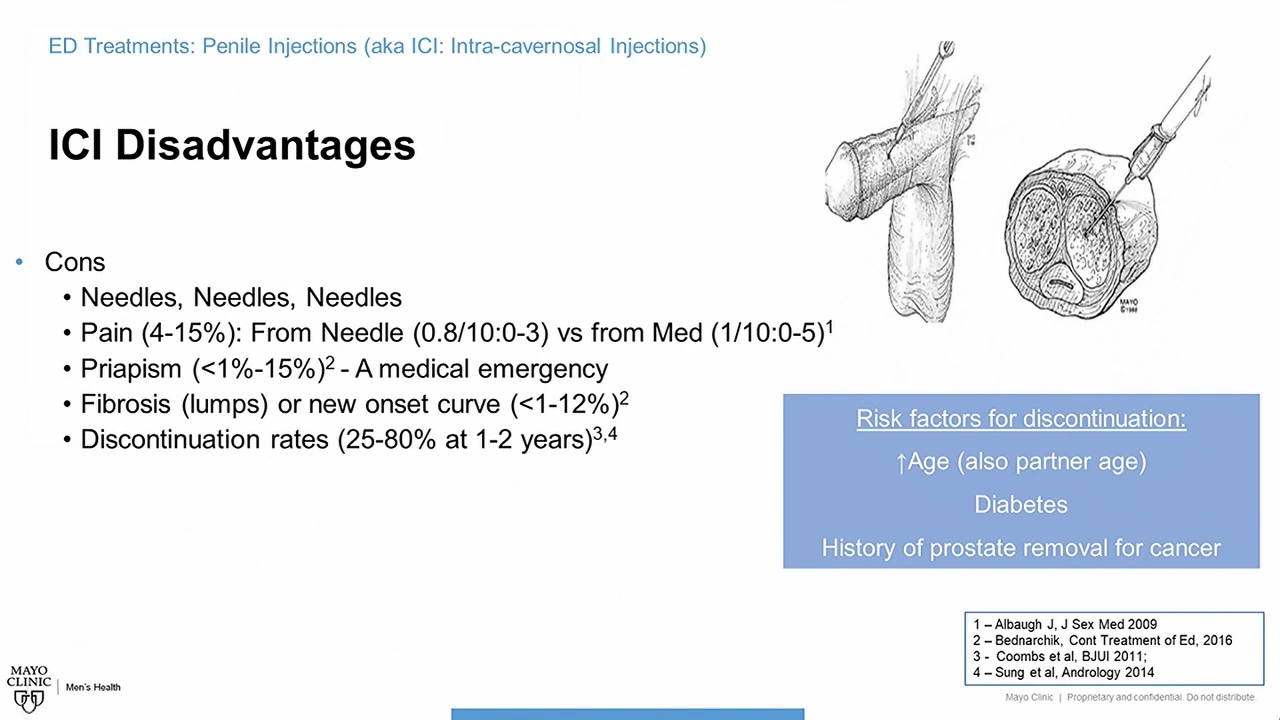 ED Treatments: Penile Injections (aka ICI: Intra-cavernosal Injections)
ICI Disadvantages
• Cons
• Needles, Needles, Needles
• Pain (4-15%): From Needle (0.8/10:0-3) vs from Med (1/10:0-5)¹
• Priapism (<1%-15%)² - A medical emergency
• Fibrosis (lumps) or new onset curve (<1-12%)²
• Discontinuation rates (25-80% at 1-2 years)³,⁴
MAYO
©1988
Risk factors for discontinuation:
↑Age (also partner age)
Diabetes
History of prostate removal for cancer
1 – Albaugh J, J Sex Med 2009
2 – Bednarchik, Cont Treatment of Ed, 2016
3 - Coombs et al, BJUI 2011;
4 – Sung et al, Andrology 2014
MAYO
CLINIC
Men's Health
Mayo Clinic | Proprietary and confidential. Do not distribute.